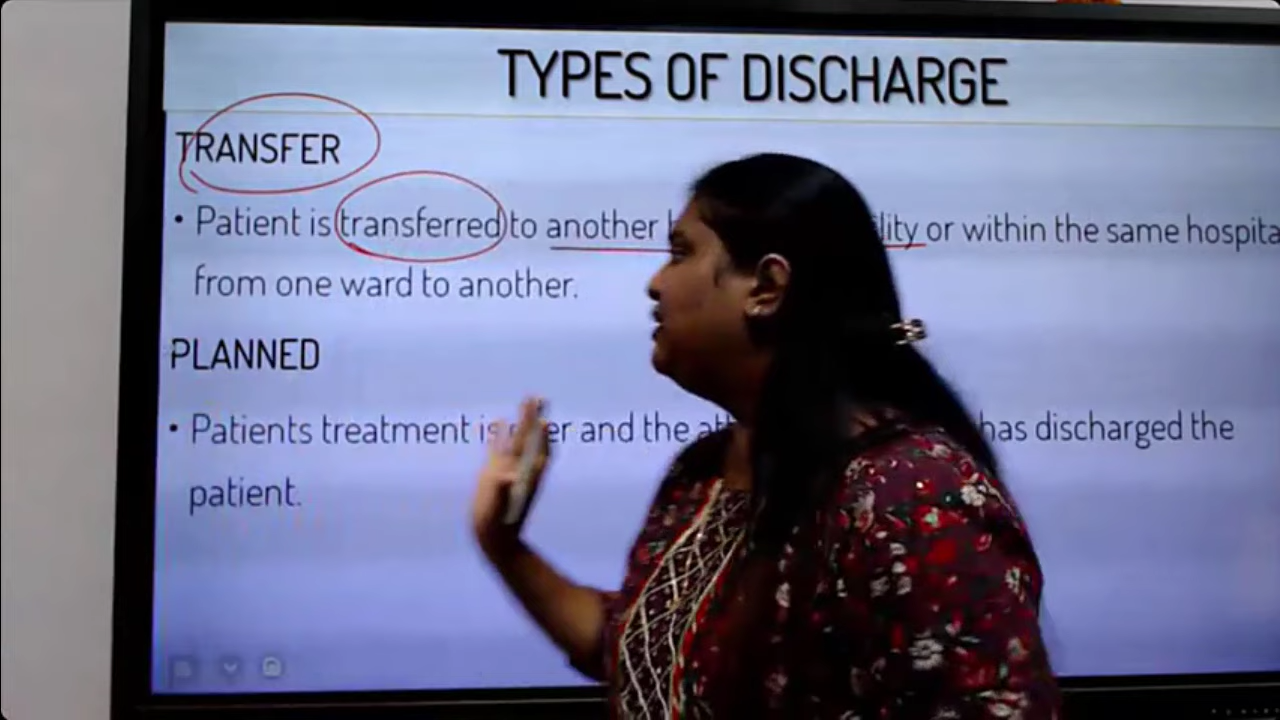 TYPES OF DISCHARGE
TRANSFER
• Patient is transferred to another lity or within the same hospita
from one ward to another.
PLANNED
• Patients treatment is and the has discharged the
patient.